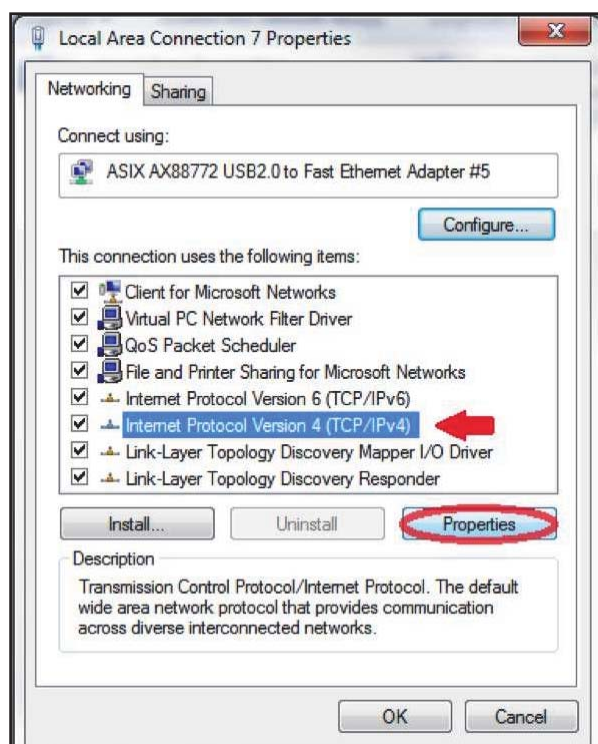 Local Area Connection 7 Properties
Networking
Sharing
Connect using:
ASIX AX88772 USB2.0 to Fast Ethernet Adapter #5
Configure...
This connection uses the following items:
Client for Microsoft Networks
Virtual PC Network Filter Driver
QoS Packet Scheduler
File and Printer Sharing for Microsoft Networks
Internet Protocol Version 6 (TCP/IPv6)
Internet Protocol Version 4 (TCP/IPv4)
Link-Layer Topology Discovery Mapper I/O Driver
Link-Layer Topology Discovery Responder
Install...
Uninstall
Properties
Description
Transmission Control Protocol/Internet Protocol. The default
wide area network protocol that provides communication
across diverse interconnected networks.
OK
Cancel